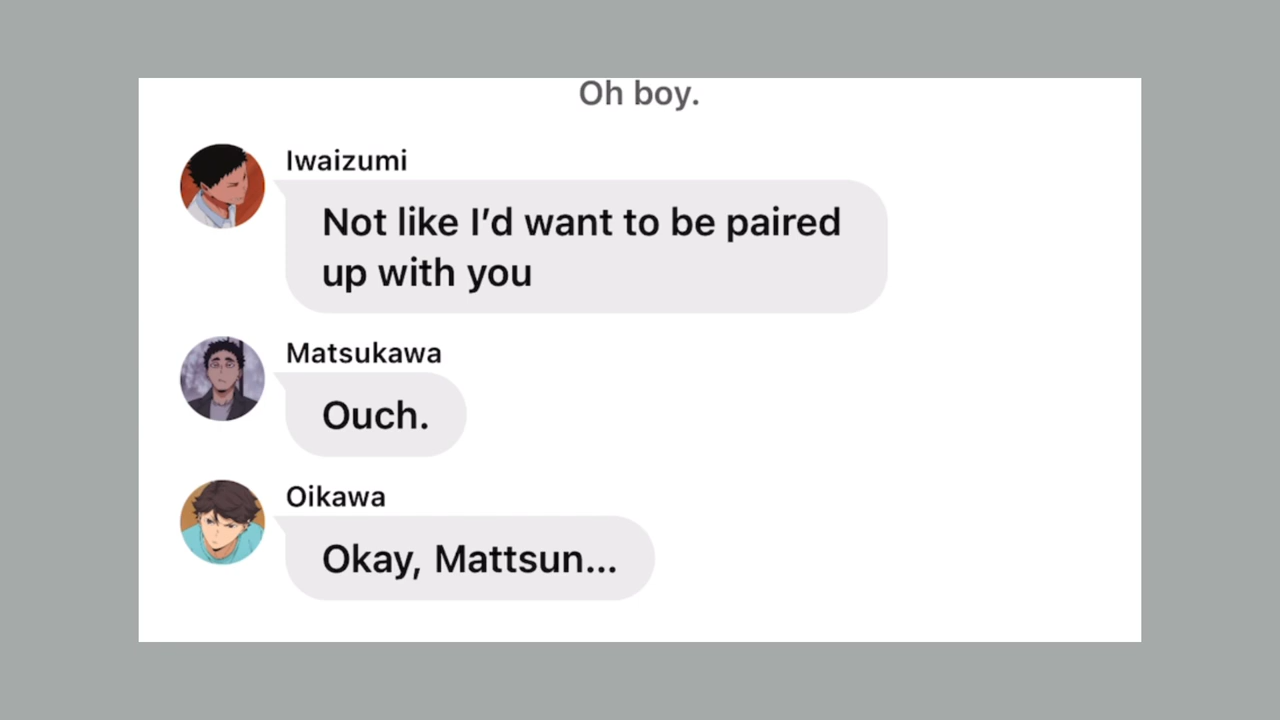 Oh boy.
Iwaizumi
Not like I’d want to be paired
up with you
Matsukawa
Ouch.
Oikawa
Okay, Mattsun...